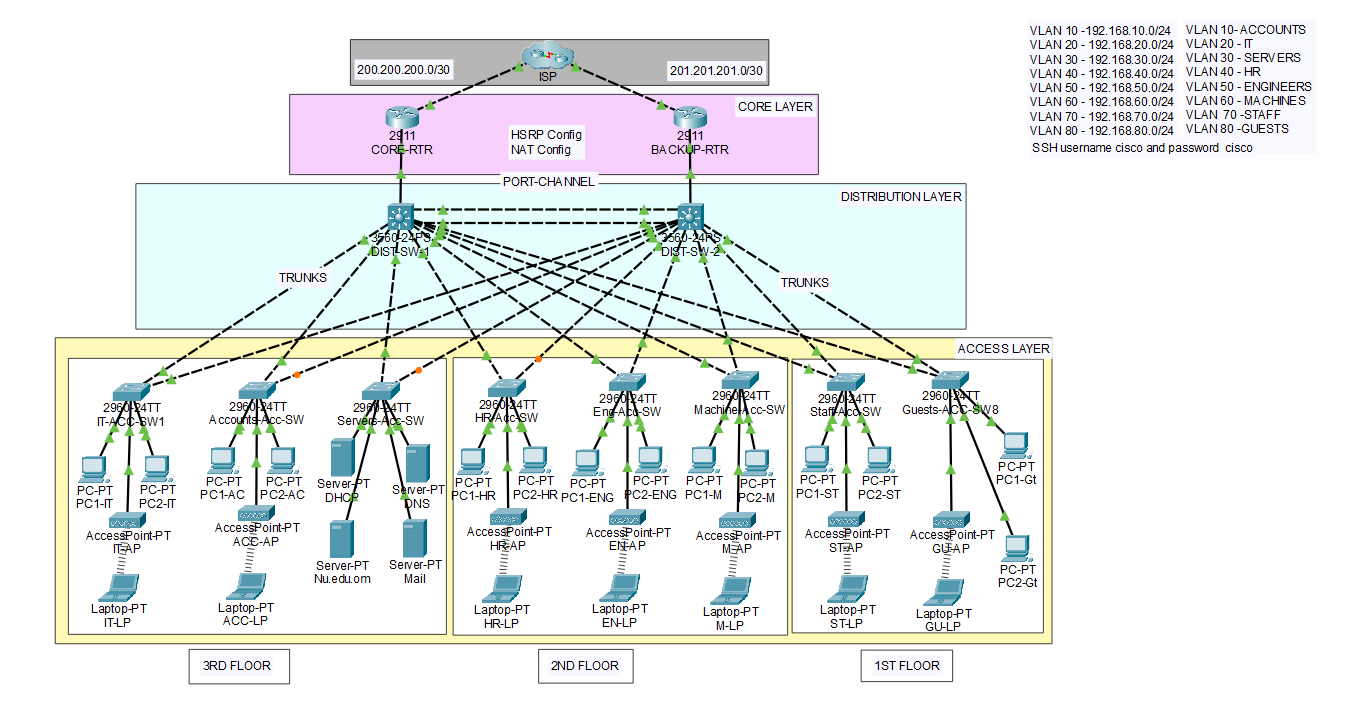 VLAN 10 -192.168.10.0/24 VLAN 10- ACCOUNTS
VLAN 20 - 192.168.20.0/24 VLAN 20 - IT
VLAN 30 - 192.168.30.0/24 VLAN 30 - SERVERS
VLAN 40 - 192.168.40.0/24 VLAN 40 - HR
VLAN 50 - 192.168.50.0/24 VLAN 50 - ENGINEERS
VLAN 60 - 192.168.60.0/24 VLAN 60 - MACHINES
VLAN 70 - 192.168.70.0/24 VLAN 70 -STAFF
VLAN 80 - 192.168.80.0/24 VLAN 80 -GUESTS
SSH username cisco and password cisco
200.200.200.0/30
ISP
201.201.201.0/30
CORE LAYER
2911
CORE-RTR
HSRP Config
NAT Config
2911
BACKUP-RTR
PORT-CHANNEL
DISTRIBUTION LAYER
3560-24PS
DIST-SW-1
3560-24PS
DIST-SW-2
TRUNKS
TRUNKS
ACCESS LAYER
2960-24TT
IT-ACC-SW1
2960-24TT
Accounts-Acc-SW
2960-24TT
Servers-Acc-SW
2960-24TT
HR-Acc-SW
2960-24TT
Eng-Acc-SW
2960-24TT
Machine-Acc-SW
2960-24TT
Staff-Acc-SW
2960-24TT
Guests-ACC-SW8
PC-PT
PC1-IT
PC-PT
PC2-IT
PC-PT
PC1-AC
PC-PT
PC2-AC
Server-PT
DHCP
Server-PT
DNS
PC-PT
PC1-HR
PC-PT
PC2-HR
PC-PT
PC1-ENG
PC-PT
PC2-ENG
PC-PT
PC1-M
PC-PT
PC2-M
PC-PT
PC1-ST
PC-PT
PC2-ST
PC-PT
PC1-Gt
AccessPoint-PT
IT-AP
AccessPoint-PT
ACC-AP
Server-PT
Nu.edu.om
Server-PT
Mail
AccessPoint-PT
HR-AP
AccessPoint-PT
EN-AP
AccessPoint-PT
M-AP
AccessPoint-PT
ST-AP
AccessPoint-PT
GU-AP
PC-PT
PC2-Gt
Laptop-PT
IT-LP
Laptop-PT
ACC-LP
Laptop-PT
HR-LP
Laptop-PT
EN-LP
Laptop-PT
M-LP
Laptop-PT
ST-LP
Laptop-PT
GU-LP
3RD FLOOR
2ND FLOOR
1ST FLOOR